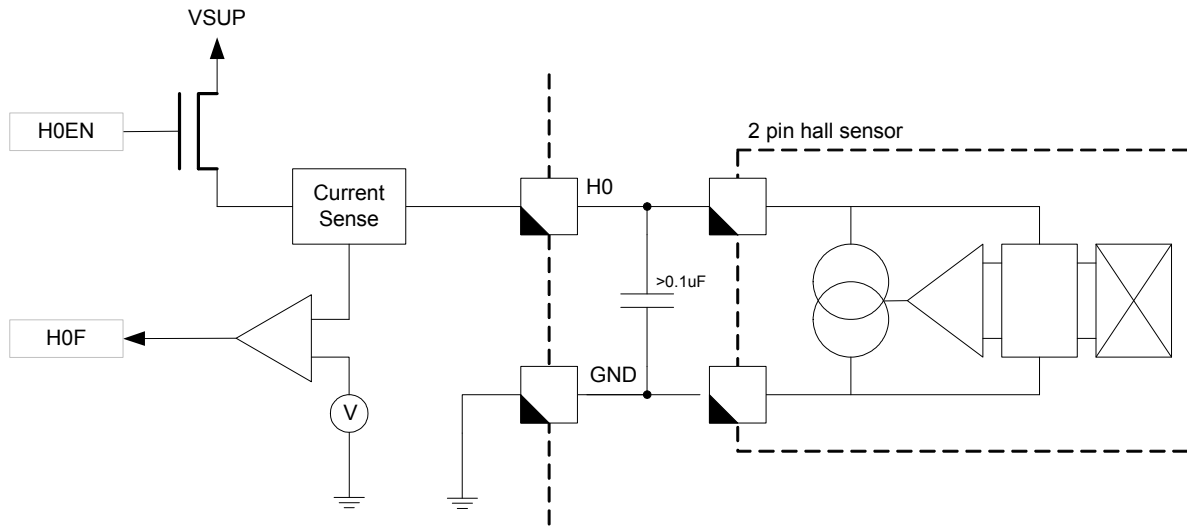 VSUP
H0EN
2 pin hall sensor
H0
Current
Sense
>0.1uF
H0F
GND
V